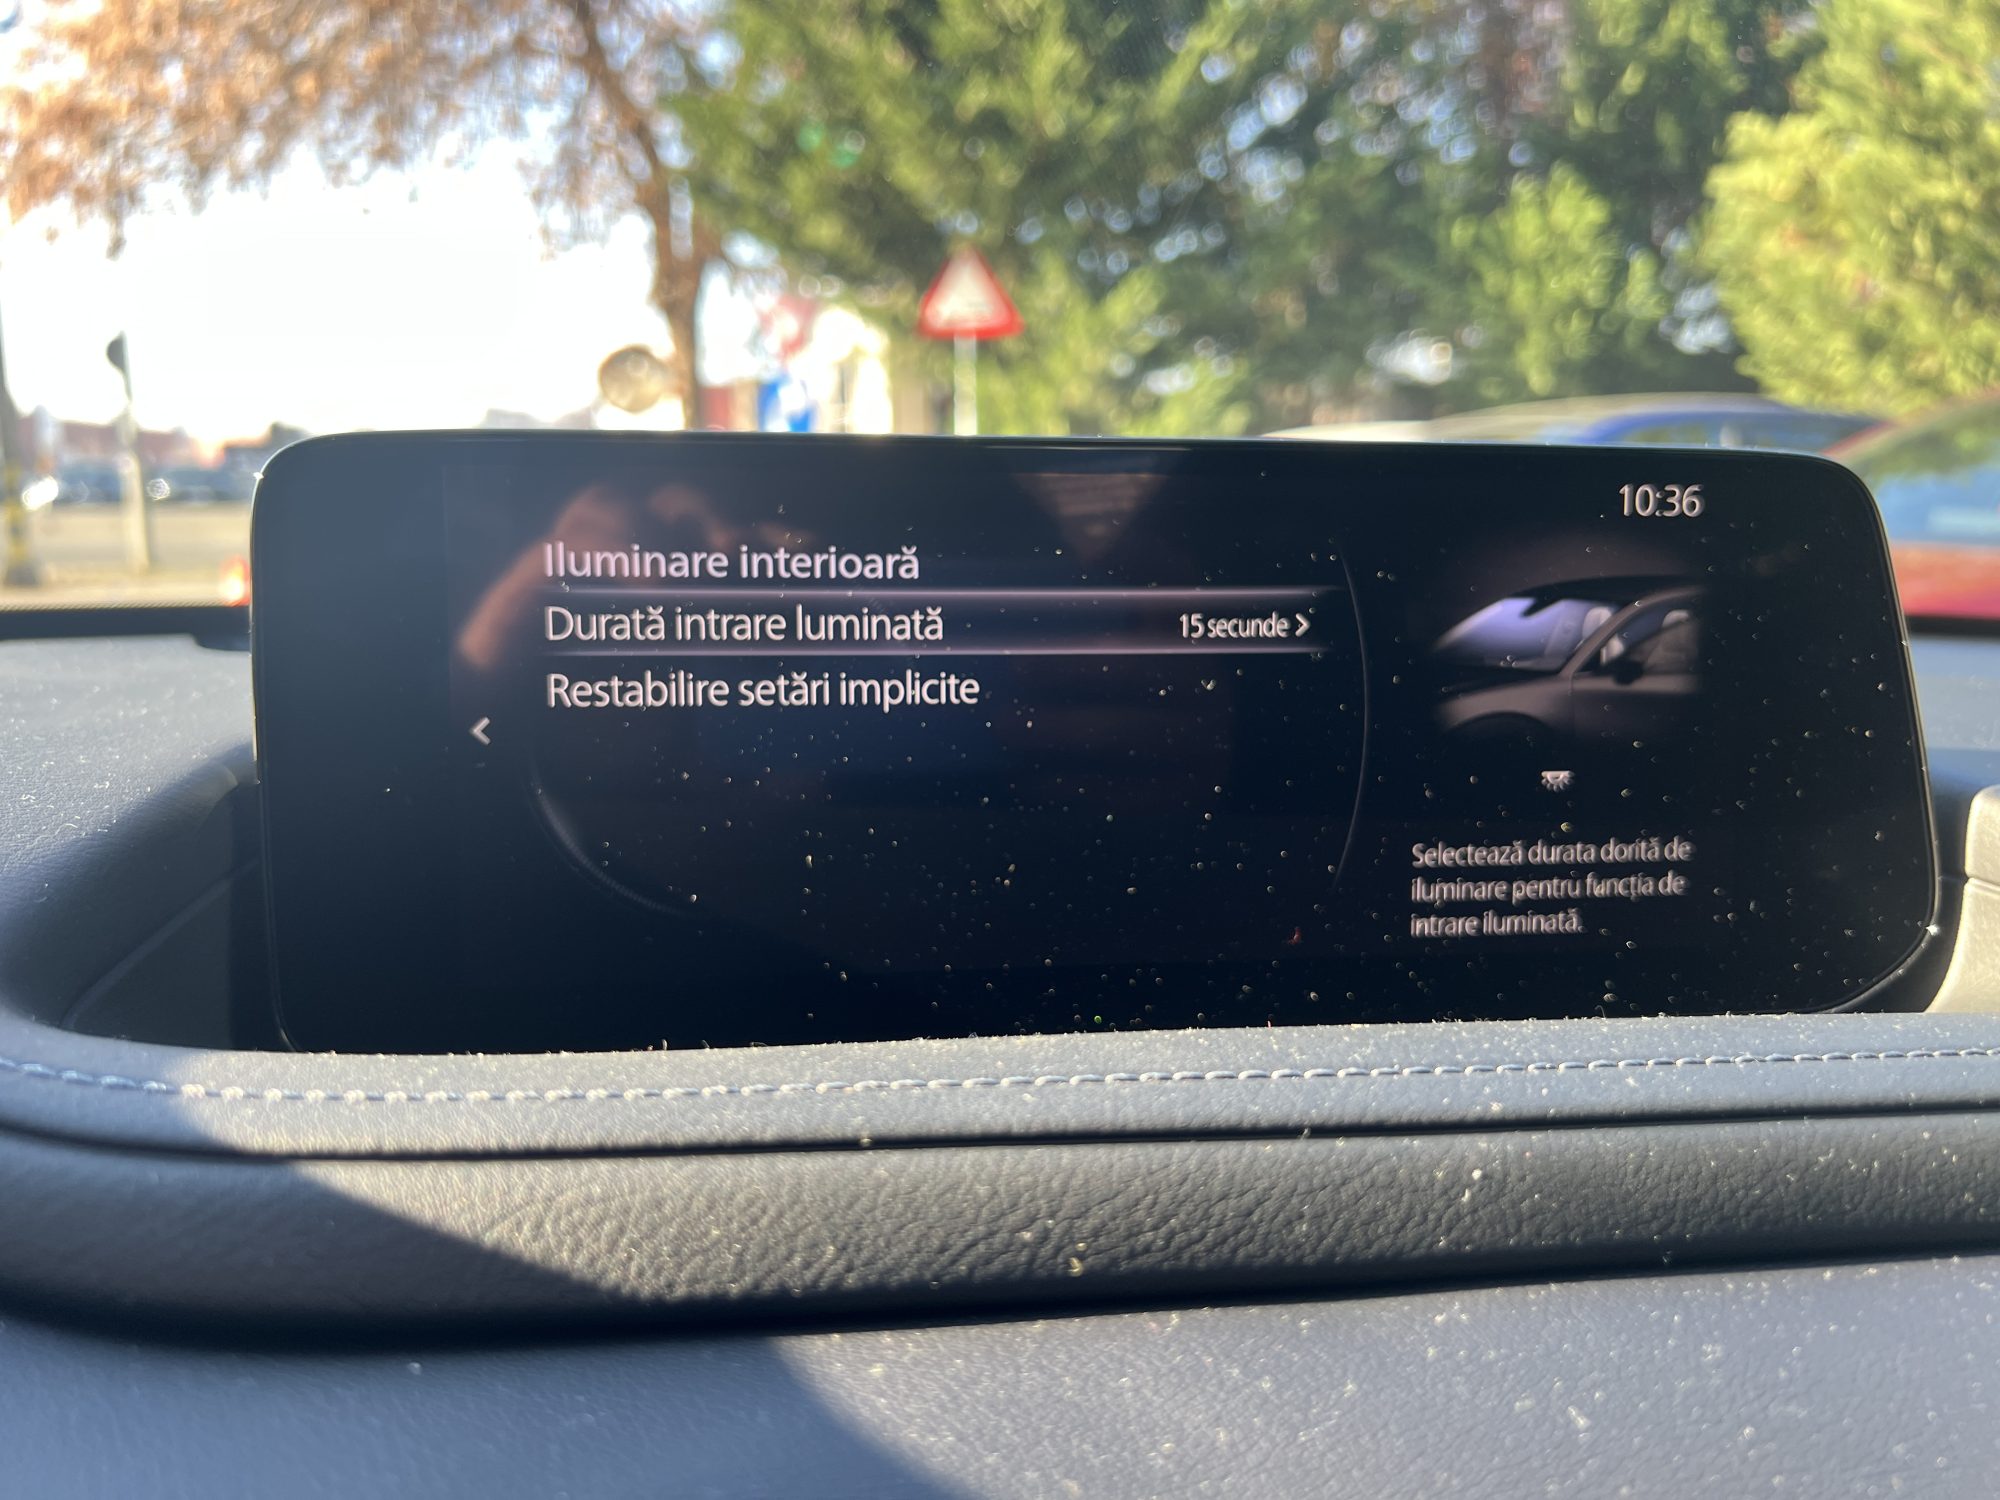 10:36
Iluminare interioară
Durată intrare luminată 15 secunde >
Restabilire setări implicite
<
Selectează durata dorită de
iluminare pentru funcția de
intrare iluminată.